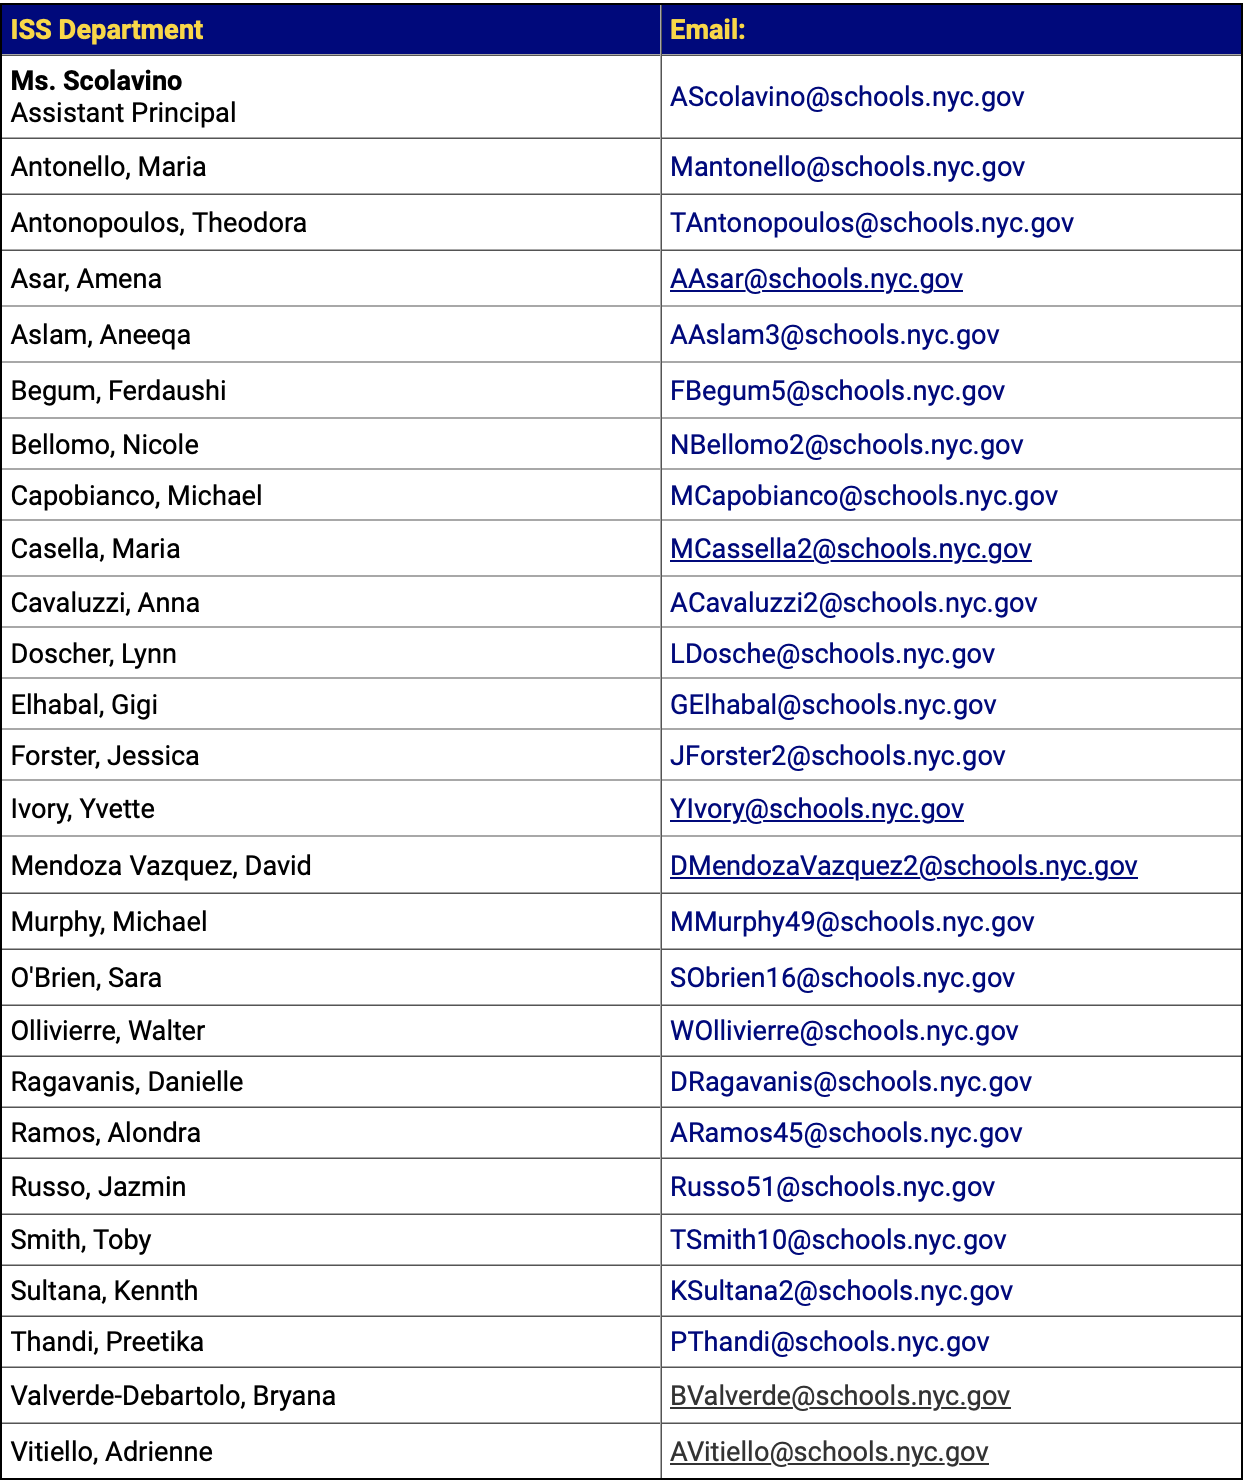 ISS Department Email:
Ms. Scolavino
Assistant Principal
AScolavino@schools.nyc.gov
Antonello, Maria Mantonello@schools.nyc.gov
Antonopoulos, Theodora TAntonopoulos@schools.nyc.gov
Asar, Amena AAsar@schools.nyc.gov
Aslam, Aneeqa AAslam3@schools.nyc.gov
Begum, Ferdaushi FBegum5@schools.nyc.gov
Bellomo, Nicole NBellomo2@schools.nyc.gov
Capobianco, Michael MCapobianco@schools.nyc.gov
Casella, Maria MCassella2@schools.nyc.gov
Cavaluzzi, Anna ACavaluzzi2@schools.nyc.gov
Doscher, Lynn LDosche@schools.nyc.gov
Elhabal, Gigi GElhabal@schools.nyc.gov
Forster, Jessica JForster2@schools.nyc.gov
Ivory, Yvette YIvory@schools.nyc.gov
Mendoza Vazquez, David DMendozaVazquez2@schools.nyc.gov
Murphy, Michael MMurphy49@schools.nyc.gov
O'Brien, Sara SObrien16@schools.nyc.gov
Ollivierre, Walter WOllivierre@schools.nyc.gov
Ragavanis, Danielle DRagavanis@schools.nyc.gov
Ramos, Alondra ARamos45@schools.nyc.gov
Russo, Jazmin Russo51@schools.nyc.gov
Smith, Toby TSmith10@schools.nyc.gov
Sultana, Kennth KSultana2@schools.nyc.gov
Thandi, Preetika PThandi@schools.nyc.gov
Valverde-Debartolo, Bryana BValverde@schools.nyc.gov
Vitiello, Adrienne AVitiello@schools.nyc.gov